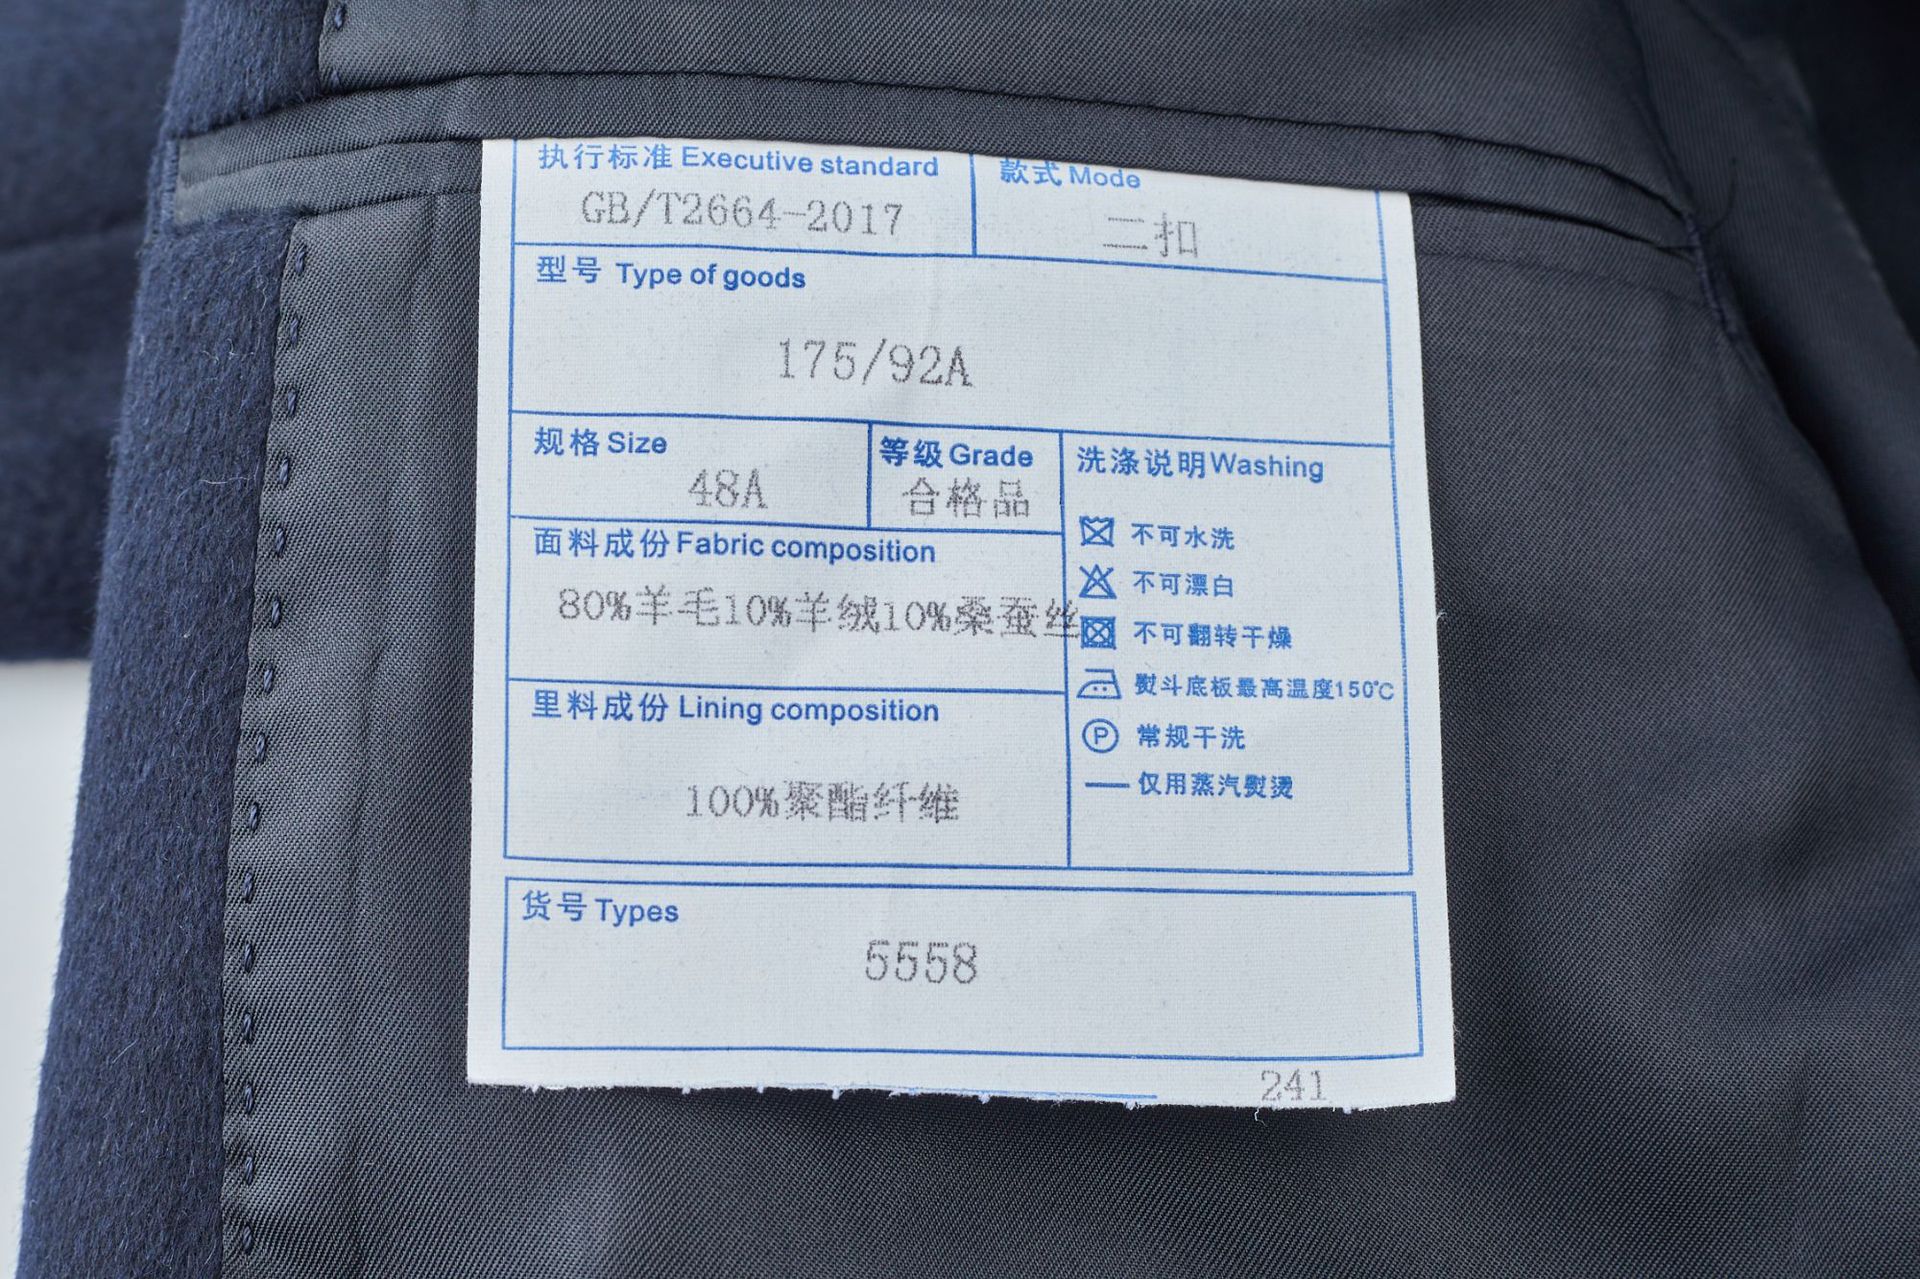 执行标准 Executive standard
GB/T2664-2017
款式 Mode
二扣
型号 Type of goods
175/92A
规格 Size
48A
等级 Grade
合格品
面料成份 Fabric composition
80%羊毛10%羊绒10%桑蚕丝
里料成份 Lining composition
100%聚酯纤维
洗涤说明 Washing
不可水洗
不可漂白
不可翻转干燥
熨斗底板最高温度150℃
P 常规干洗
仅用蒸汽熨烫
货号 Types
5558
241